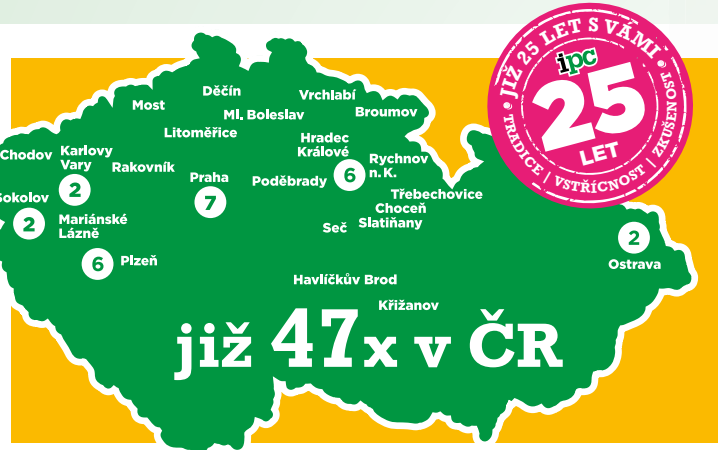 • JIŽ 25 LET S VÁMI •
TRADICE | VSTŘÍCNOST | ZKUŠENOST
ipc
25
LET
Děčín
Most
Vrchlabí
Ml. Boleslav
Broumov
Litoměřice
Hradec
Králové
6
Chodov
Karlovy
Vary
2
Rakovník
Praha
7
Poděbrady
Rychnov
n. K.
Sokolov
2
Mariánské
Lázně
Třebechovice
Choceň
Slatiňany
Seč
6
Plzeň
2
Ostrava
Havlíčkův Brod
Křižanov
již 47x v ČR